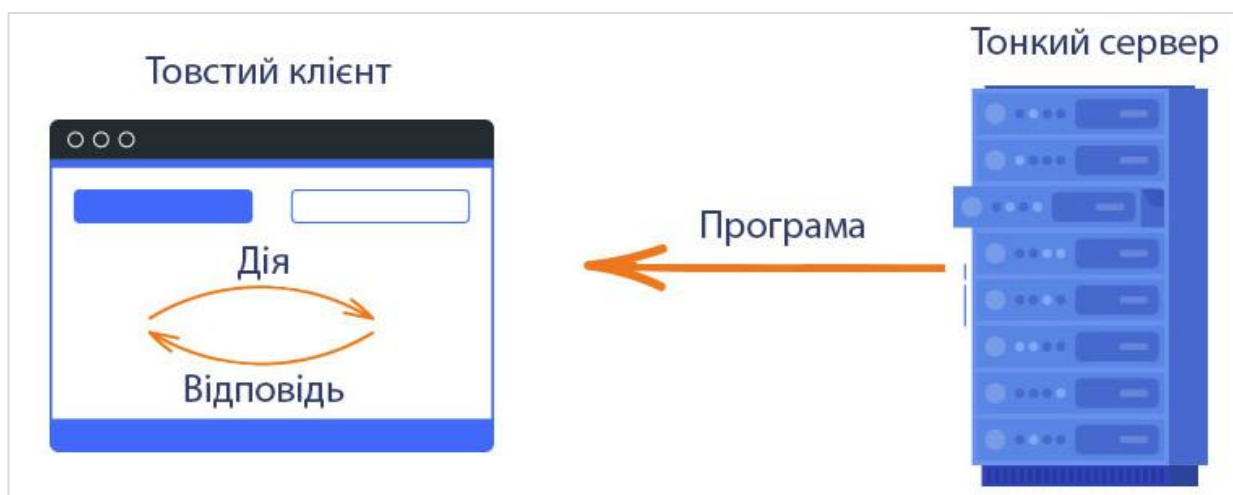 Товстий клієнт
Тонкий сервер
Програма
Дія
Відповідь